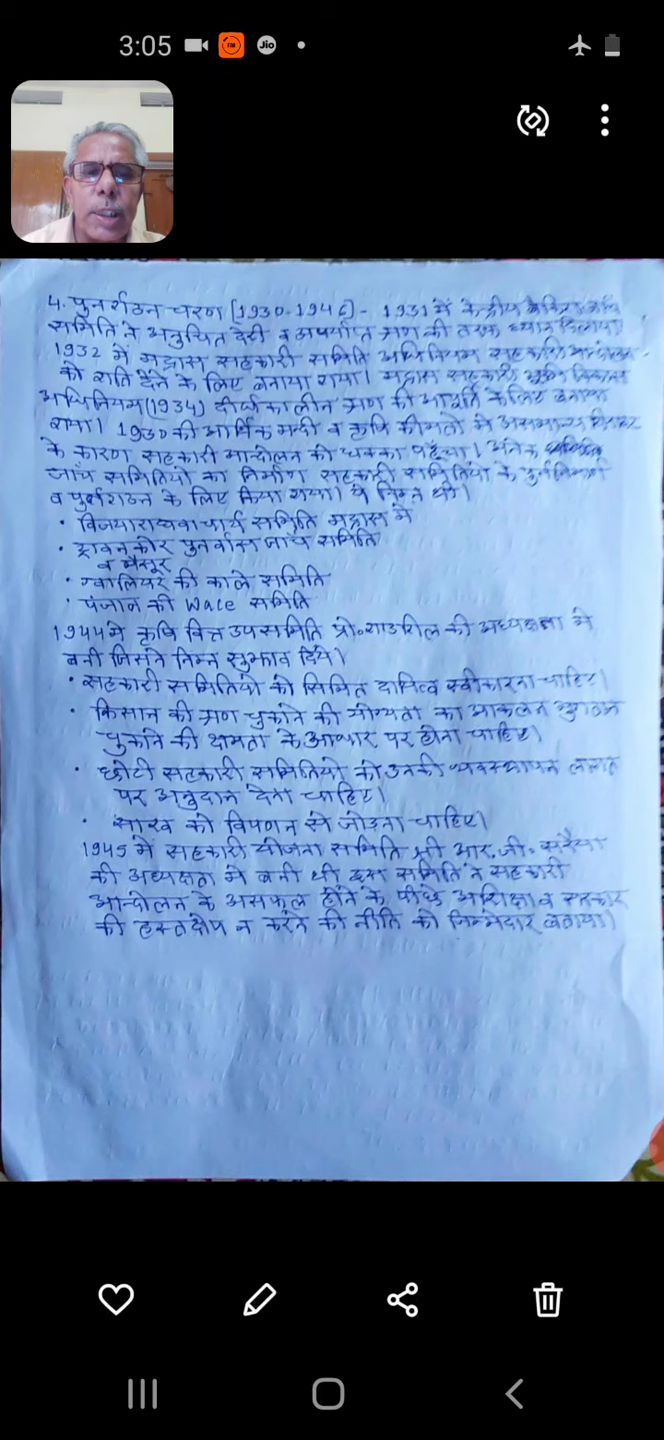 3:05
Jio
4. पुनर्गठन चरण (1930-1946) - 1931 में केन्द्रीय बैंकिंग जाँच
समिति ने अनुचित देरी व अपर्याप्त ऋण की तरफ ध्यान दिलाया।
1932 में मद्रास सहकारी समिति अधिनियम सहकारी आन्दोलन
को गति देने के लिए बनाया गया। मद्रास सहकारी भूमि विकास
अधिनियम (1934) दीर्घकालीन ऋण की आपूर्ति के लिए बनाया
गया। 1930 की आर्थिक मंदी व कृषि कीमतों में असामान्य गिरावट
के कारण सहकारी आन्दोलन को धक्का पहुँचा। अनेक
जाँच समितियों का निर्माण सहकारी समितियों के पुर्ननिर्माण
व पुर्नगठन के लिए किया गया। ये निम्न थी।
• विजयाराघवाचार्य समिति मद्रास में
• ट्रावनकोर पुनर्वास जाँच समिति
व मैसूर
• ग्वालियर की काले समिति
• पंजाब की Wace समिति
1944 में कृषि वित्त उपसमिति प्रो० गाडगिल की अध्यक्षता में
बनी जिसने निम्न सुझाव दिये।
• सहकारी समितियों को सिमित दायित्व स्वीकारना चाहिए।
• किसान की ऋण चुकाने की योग्यता का आकलन भुगतान
चुकाने की क्षमता के आधार पर होना चाहिए।
• छोटी सहकारी समितियों को उनकी व्यवस्थापन लागत
पर अनुदान देना चाहिए।
• साख को विपणन से जोड़ना चाहिए।
1945 में सहकारी योजना समिति श्री आर. जी. सरैया
की अध्यक्षता में बनी थी इस समिति ने सहकारी
आन्दोलन के असफल होने के पीछे अशिक्षा व सरकार
की हस्तक्षेप न करने की नीति को जिम्मेदार बताया।